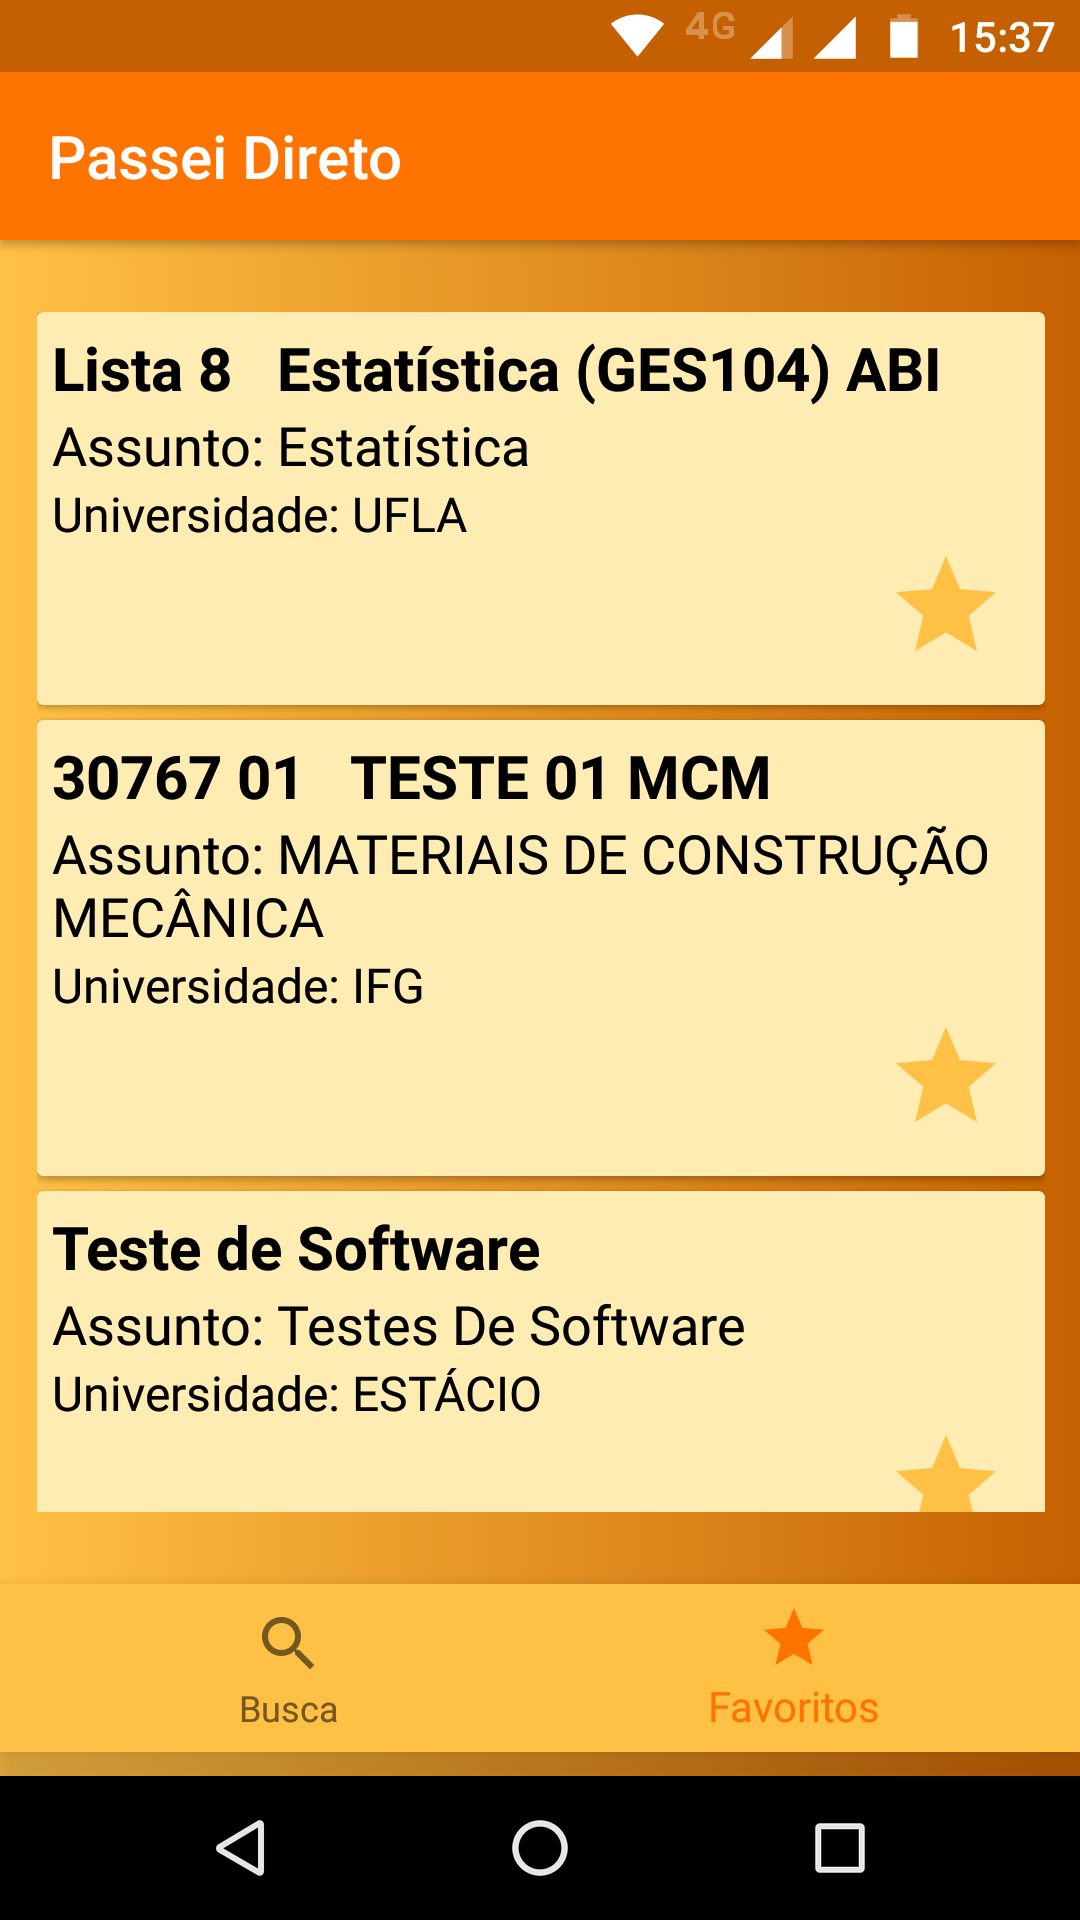 4G 15:37
Passei Direto
Lista 8   Estatística (GES104) ABI
Assunto: Estatística
Universidade: UFLA
30767 01   TESTE 01 MCM
Assunto: MATERIAIS DE CONSTRUÇÃO
MECÂNICA
Universidade: IFG
Teste de Software
Assunto: Testes De Software
Universidade: ESTÁCIO
Busca
Favoritos